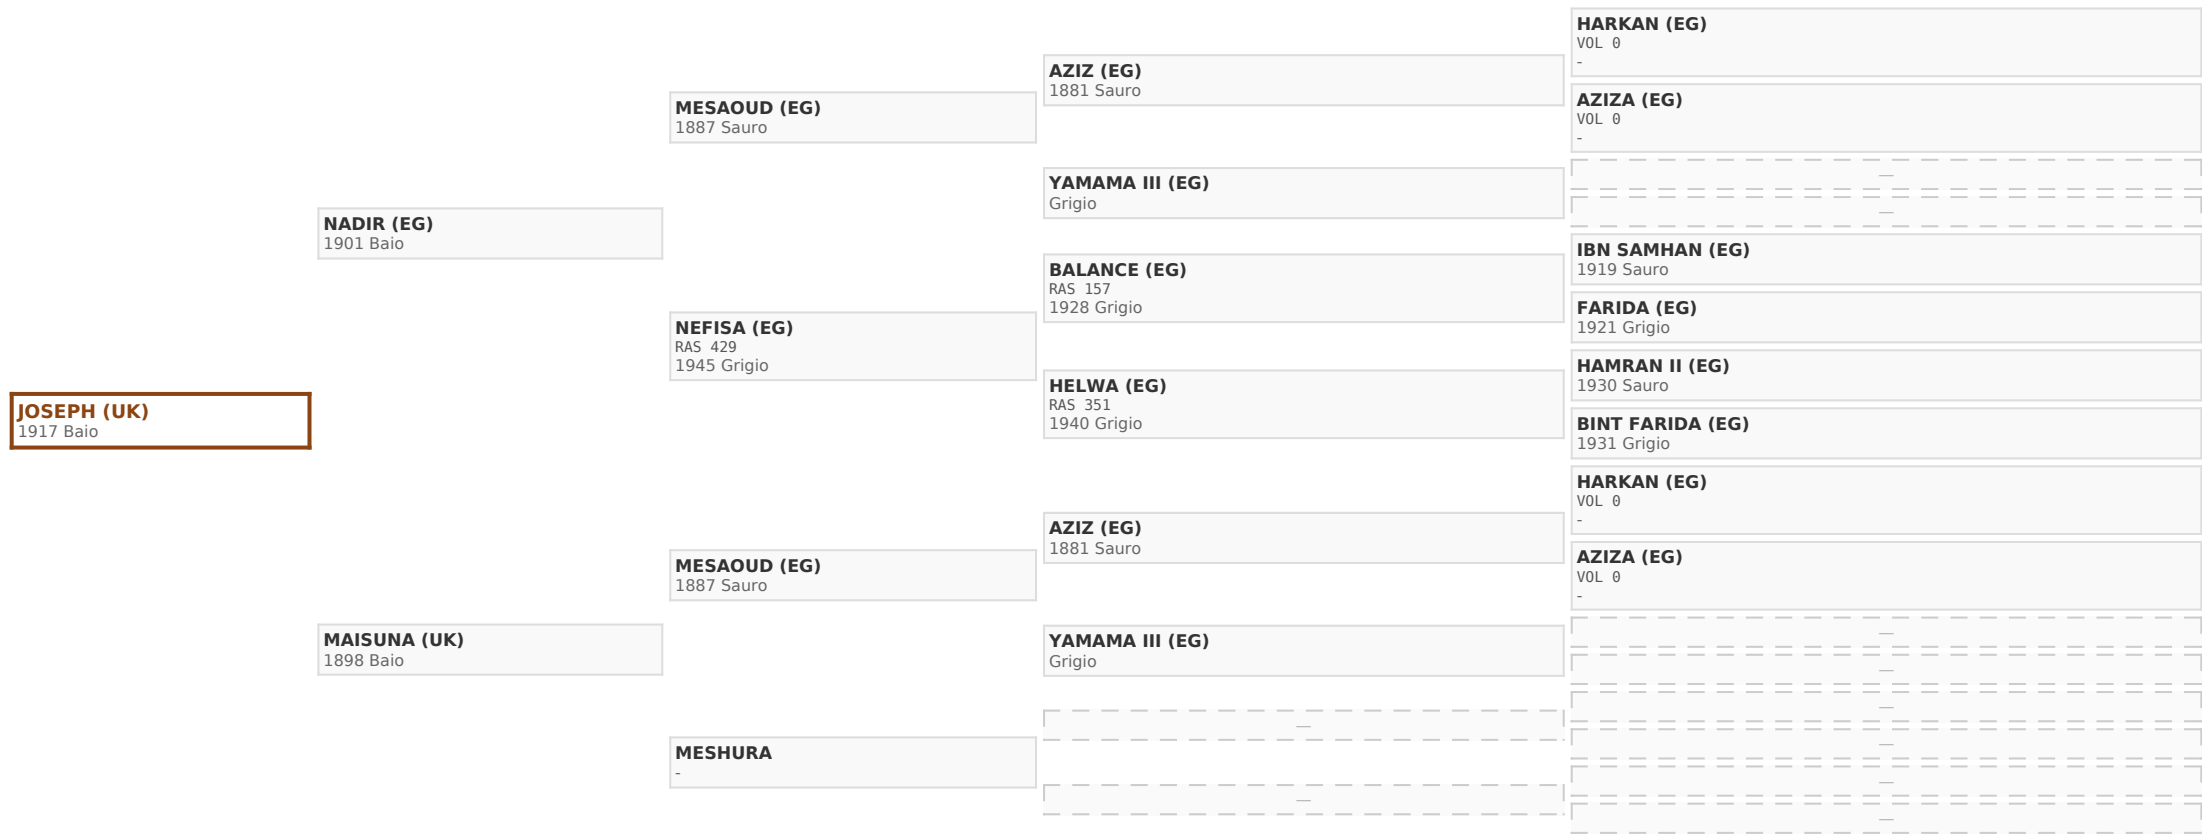 JOSEPH (UK)
1917 Baio
NADIR (EG)
1901 Baio
MAISUNA (UK)
1898 Baio
MESAOUD (EG)
1887 Sauro
NEFISA (EG)
RAS 429
1945 Grigio
MESAOUD (EG)
1887 Sauro
MESHURA
-
AZIZ (EG)
1881 Sauro
YAMAMA III (EG)
Grigio
BALANCE (EG)
RAS 157
1928 Grigio
HELWA (EG)
RAS 351
1940 Grigio
AZIZ (EG)
1881 Sauro
YAMAMA III (EG)
Grigio
—
—
HARKAN (EG)
VOL 0
-
AZIZA (EG)
VOL 0
-
—
—
IBN SAMHAN (EG)
1919 Sauro
FARIDA (EG)
1921 Grigio
HAMRAN II (EG)
1930 Sauro
BINT FARIDA (EG)
1931 Grigio
HARKAN (EG)
VOL 0
-
AZIZA (EG)
VOL 0
-
—
—
—
—
—
—